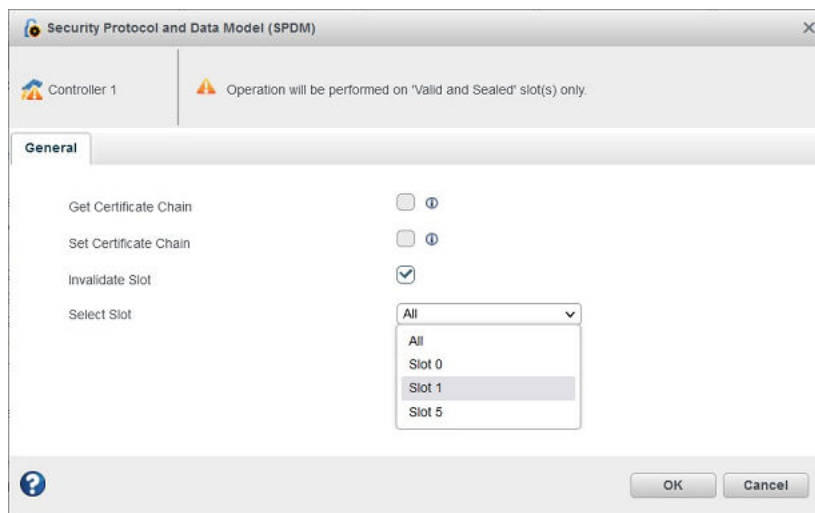 Security Protocol and Data Model (SPDM)
Controller 1
Operation will be performed on 'Valid and Sealed' slot(s) only.
General
Get Certificate Chain
Set Certificate Chain
Invalidate Slot
Select Slot
All
All
Slot 0
Slot 1
Slot 5
OK
Cancel